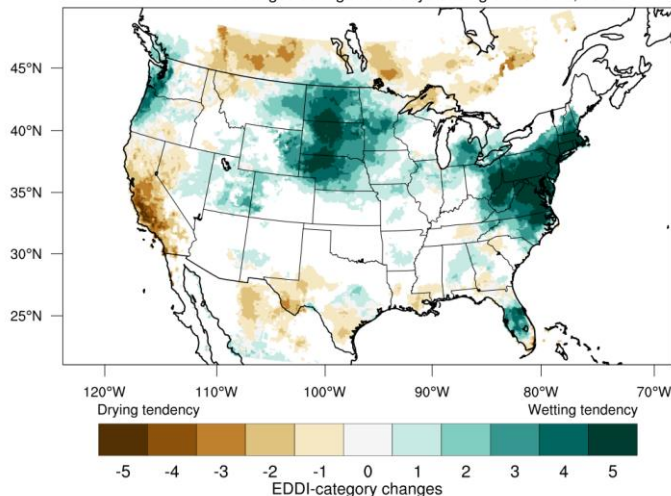 45°N
40°N
35°N
30°N
25°N
120°W 110°W 100°W 90°W 80°W 70°W
Drying tendency Wetting tendency
-5 -4 -3 -2 -1 0 1 2 3 4 5
EDDI-category changes